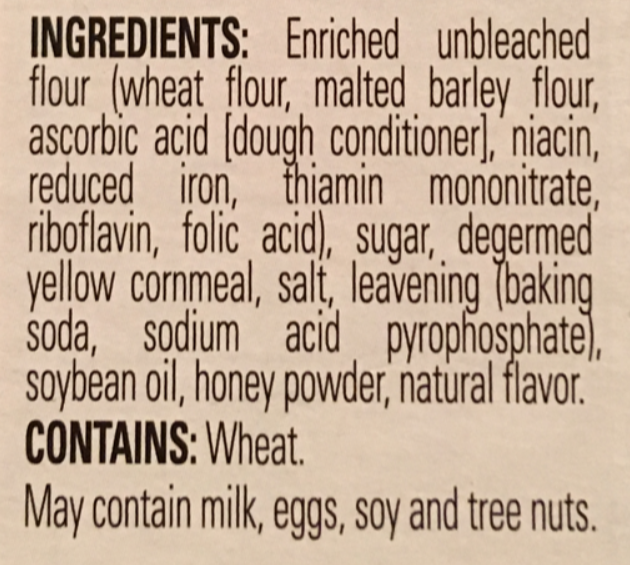 INGREDIENTS: Enriched unbleached
flour (wheat flour, malted barley flour,
ascorbic acid [dough conditioner], niacin,
reduced iron, thiamin mononitrate,
riboflavin, folic acid), sugar, degermed
yellow cornmeal, salt, leavening (baking
soda, sodium acid pyrophosphate),
soybean oil, honey powder, natural flavor.
CONTAINS: Wheat.
May contain milk, eggs, soy and tree nuts.